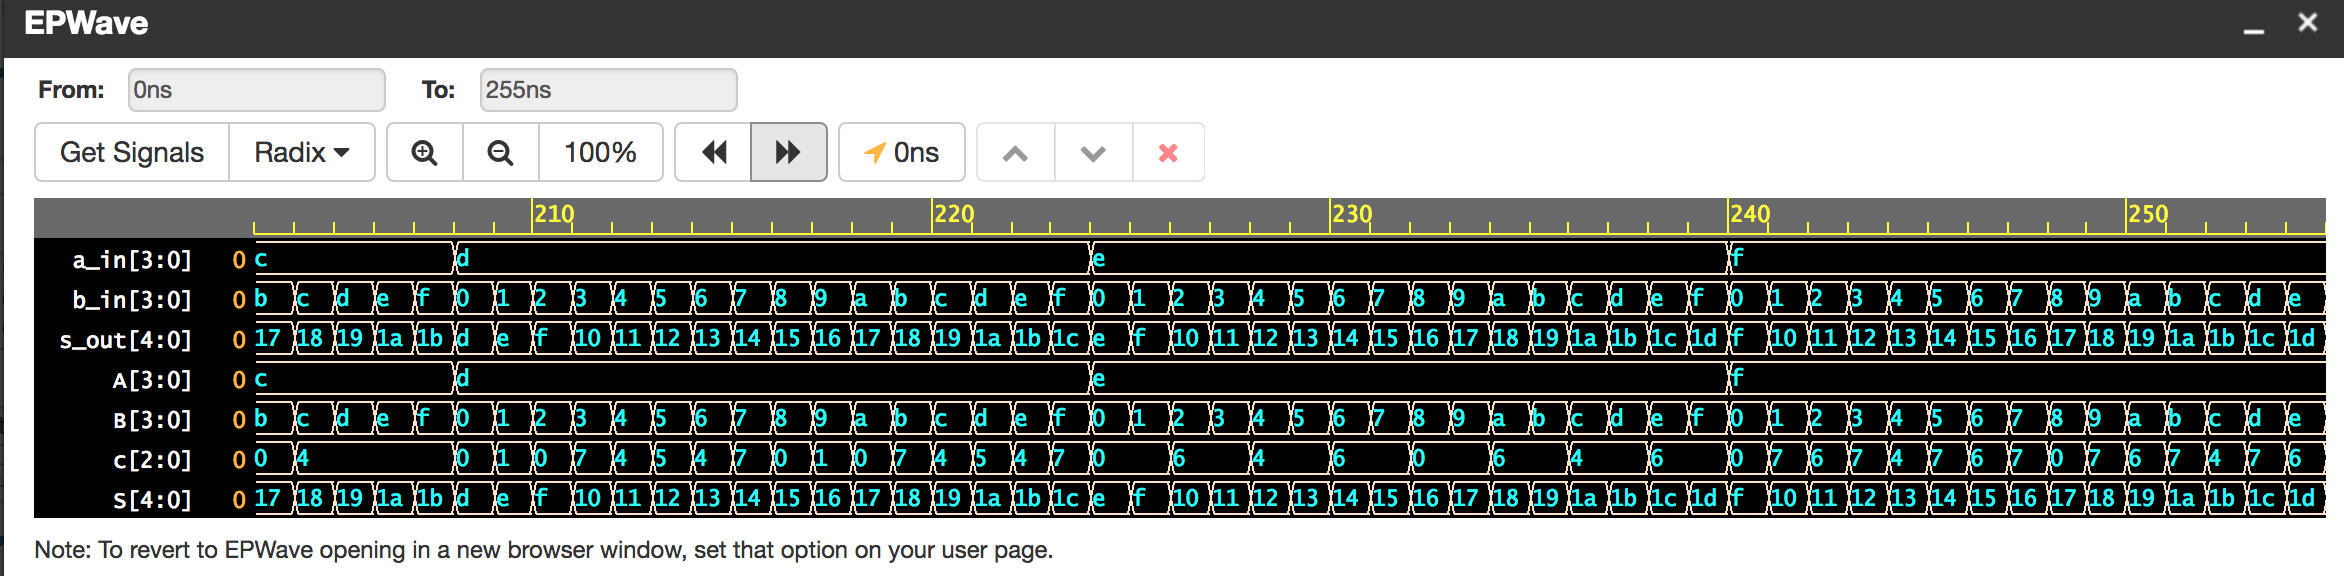 EPWave
From: 0ns To: 255ns
Get Signals Radix 100% 0ns
210 220 230 240 250
a_in[3:0] 0 c d e f
b_in[3:0] 0 b c d e f 0 1 2 3 4 5 6 7 8 9 a b c d e f 0 1 2 3 4 5 6 7 8 9 a b c d e f 0 1 2 3 4 5 6 7 8 9 a b c d e
s_out[4:0] 0 17 18 19 1a 1b d e f 10 11 12 13 14 15 16 17 18 19 1a 1b 1c e f 10 11 12 13 14 15 16 17 18 19 1a 1b 1c 1d f 10 11 12 13 14 15 16 17 18 19 1a 1b 1c 1d
A[3:0] 0 c d e f
B[3:0] 0 b c d e f 0 1 2 3 4 5 6 7 8 9 a b c d e f 0 1 2 3 4 5 6 7 8 9 a b c d e f 0 1 2 3 4 5 6 7 8 9 a b c d e
c[2:0] 0 0 4 0 1 0 7 4 5 4 7 0 1 0 7 4 5 4 7 0 6 4 6 0 6 4 6 0 7 6 7 4 7 6 7 0 7 6 7 4 7 6
S[4:0] 0 17 18 19 1a 1b d e f 10 11 12 13 14 15 16 17 18 19 1a 1b 1c e f 10 11 12 13 14 15 16 17 18 19 1a 1b 1c 1d f 10 11 12 13 14 15 16 17 18 19 1a 1b 1c 1d
Note: To revert to EPWave opening in a new browser window, set that option on your user page.